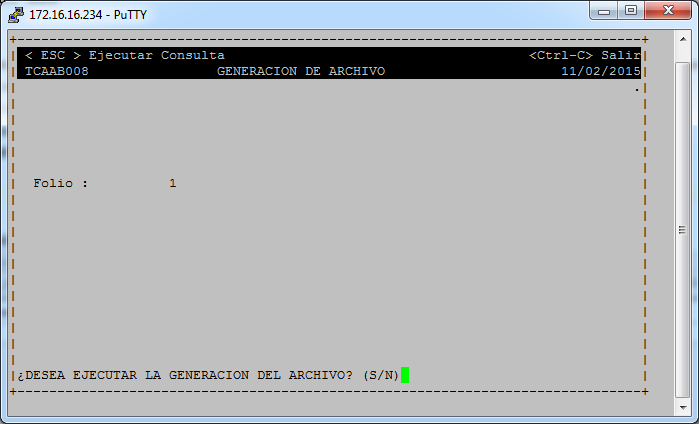 172.16.16.234 - PuTTY
< ESC > Ejecutar Consulta <Ctrl-C> Salir
TCAAB008 GENERACION DE ARCHIVO 11/02/2015
.
Folio : 1
¿DESEA EJECUTAR LA GENERACION DEL ARCHIVO? (S/N)